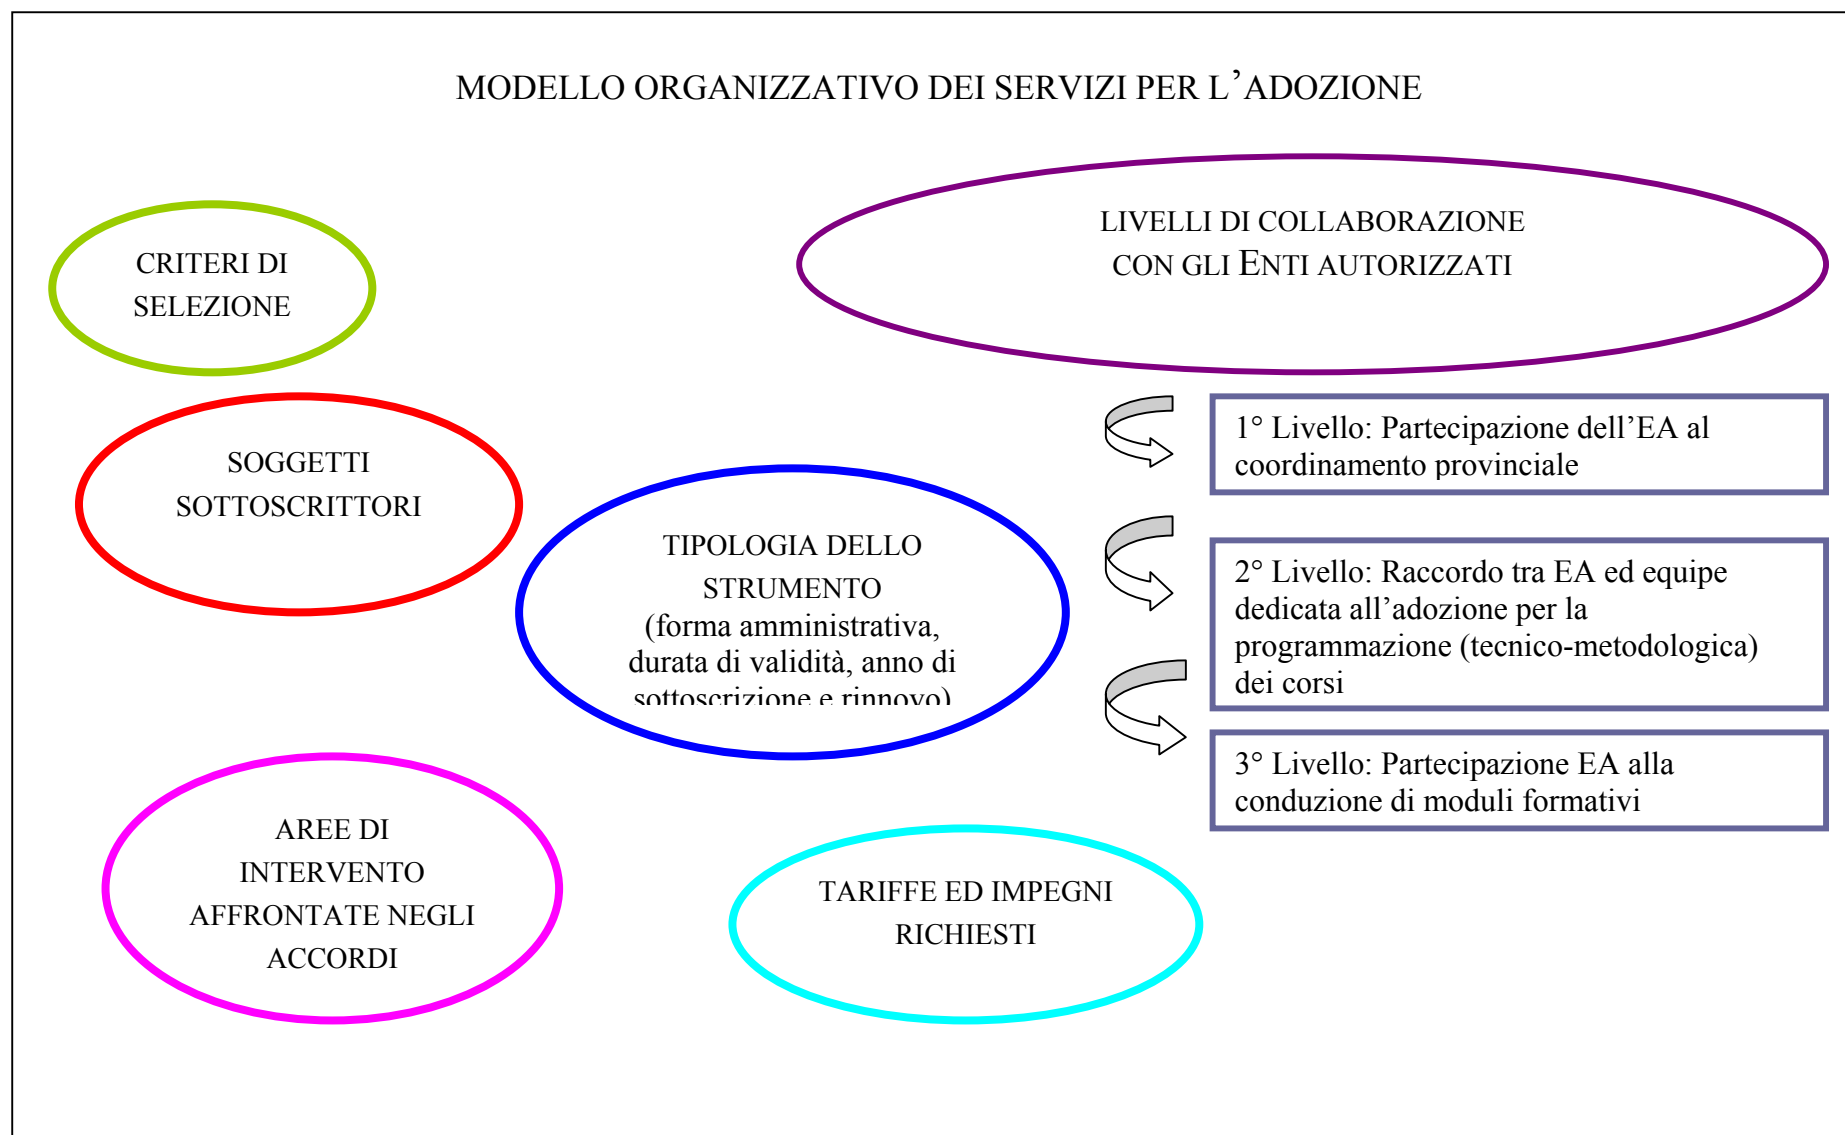 MODELLO ORGANIZZATIVO DEI SERVIZI PER L’ADOZIONE
LIVELLI DI COLLABORAZIONE
CON GLI ENTI AUTORIZZATI
CRITERI DI
SELEZIONE
SOGGETTI
SOTTOSCRITTORI
1° Livello: Partecipazione dell’EA al
coordinamento provinciale
TIPOLOGIA DELLO
STRUMENTO
(forma amministrativa,
durata di validità, anno di
sottoscrizione e rinnovo)
2° Livello: Raccordo tra EA ed equipe
dedicata all’adozione per la
programmazione (tecnico-metodologica)
dei corsi
3° Livello: Partecipazione EA alla
conduzione di moduli formativi
AREE DI
INTERVENTO
AFFRONTATE NEGLI
ACCORDI
TARIFFE ED IMPEGNI
RICHIESTI